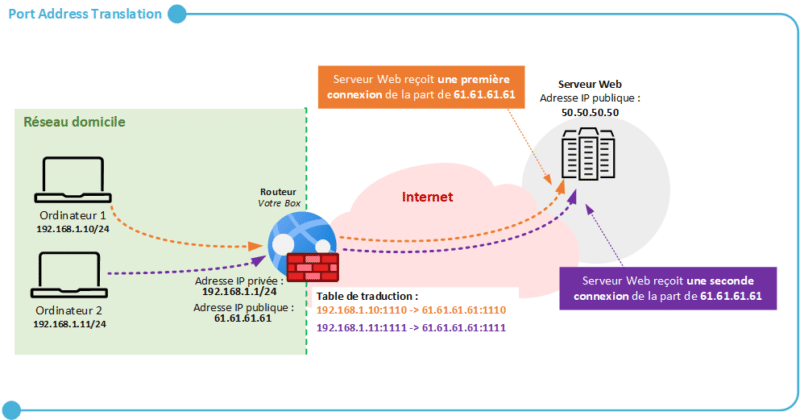 Port Address Translation
Serveur Web reçoit une première
connexion de la part de 61.61.61.61
Serveur Web
Adresse IP publique :
50.50.50.50
Réseau domicile
Ordinateur 1
192.168.1.10/24
Routeur
Votre Box
Internet
Ordinateur 2
192.168.1.11/24
Adresse IP privée :
192.168.1.1/24
Adresse IP publique :
61.61.61.61
Table de traduction :
192.168.1.10:1110 -> 61.61.61.61:1110
192.168.1.11:1111 -> 61.61.61.61:1111
Serveur Web reçoit une seconde
connexion de la part de 61.61.61.61